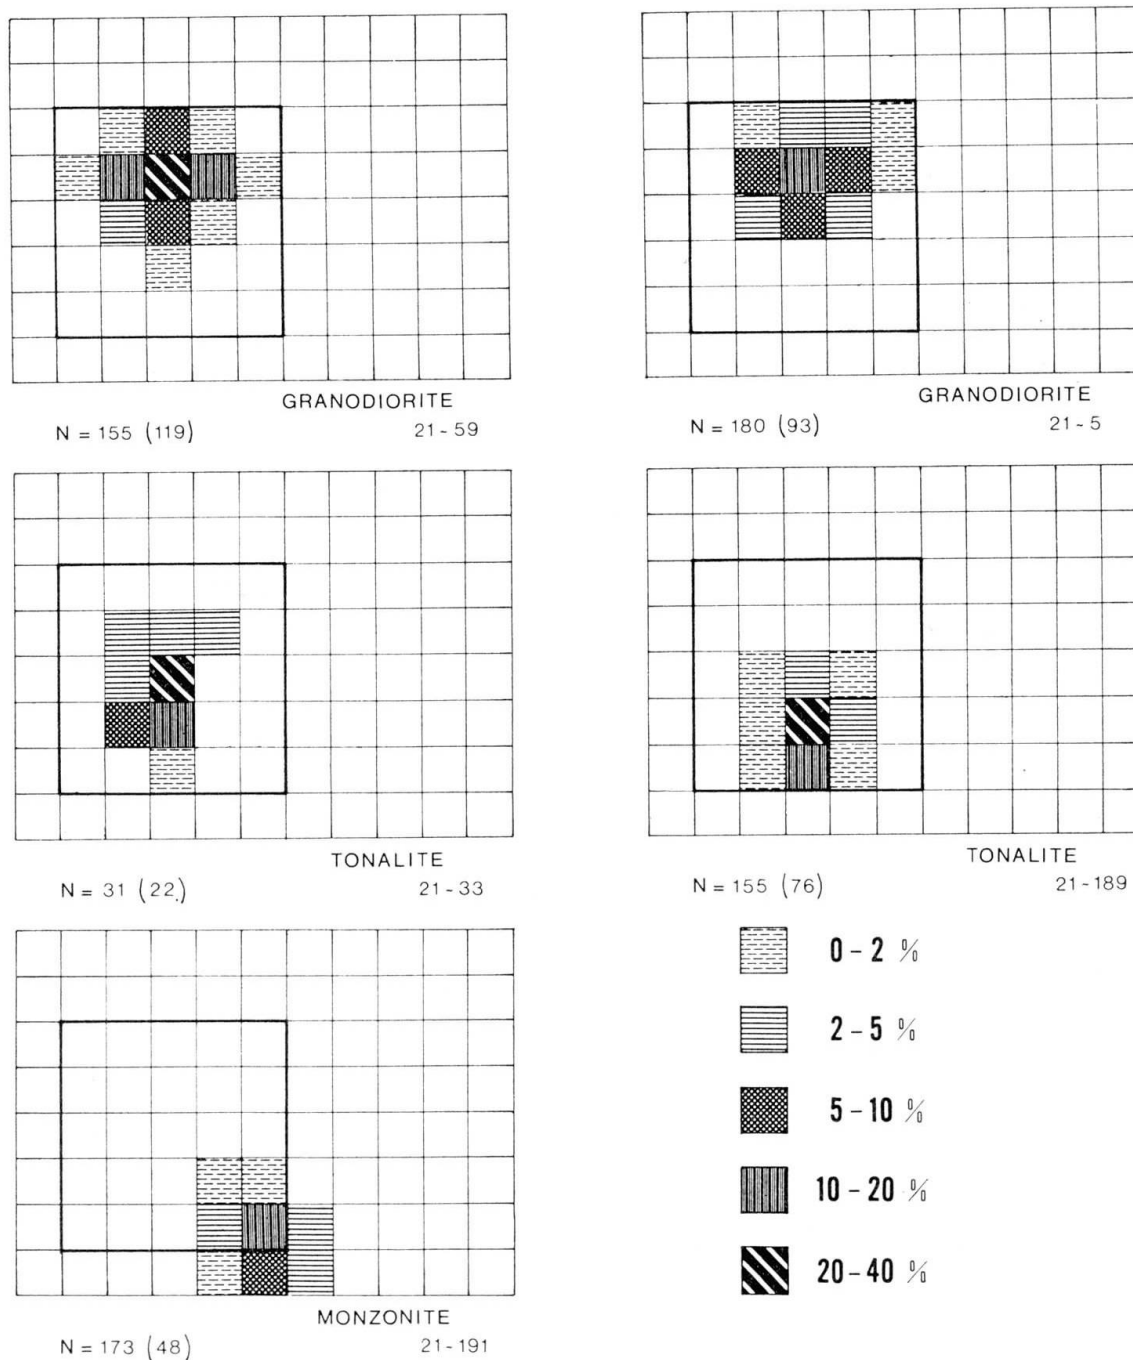 GRANODIORITE
N = 155 (119) 21-59
GRANODIORITE
N = 180 (93) 21-5
TONALITE
N = 31 (22) 21-33
TONALITE
N = 155 (76) 21-189
MONZONITE
N = 173 (48) 21-191
0-2 %
2-5 %
5-10 %
10-20 %
20-40 %